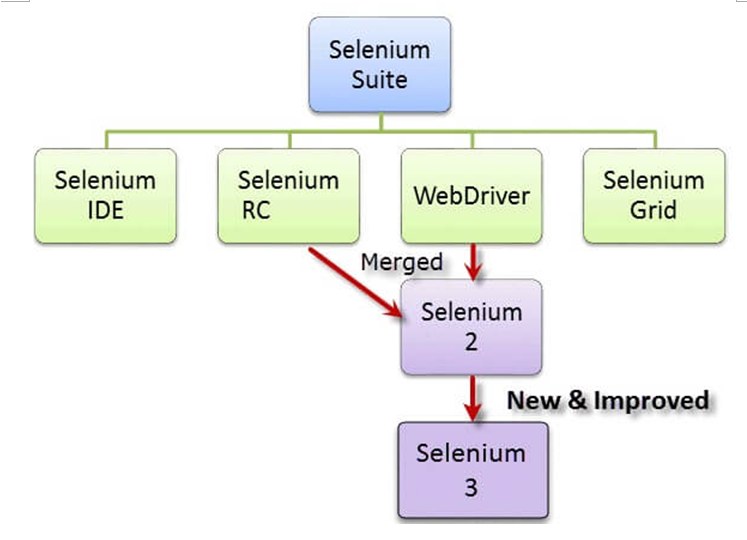 Selenium
Suite
Selenium
IDE
Selenium
RC
WebDriver
Selenium
Grid
Merged
Selenium
2
New & Improved
Selenium
3